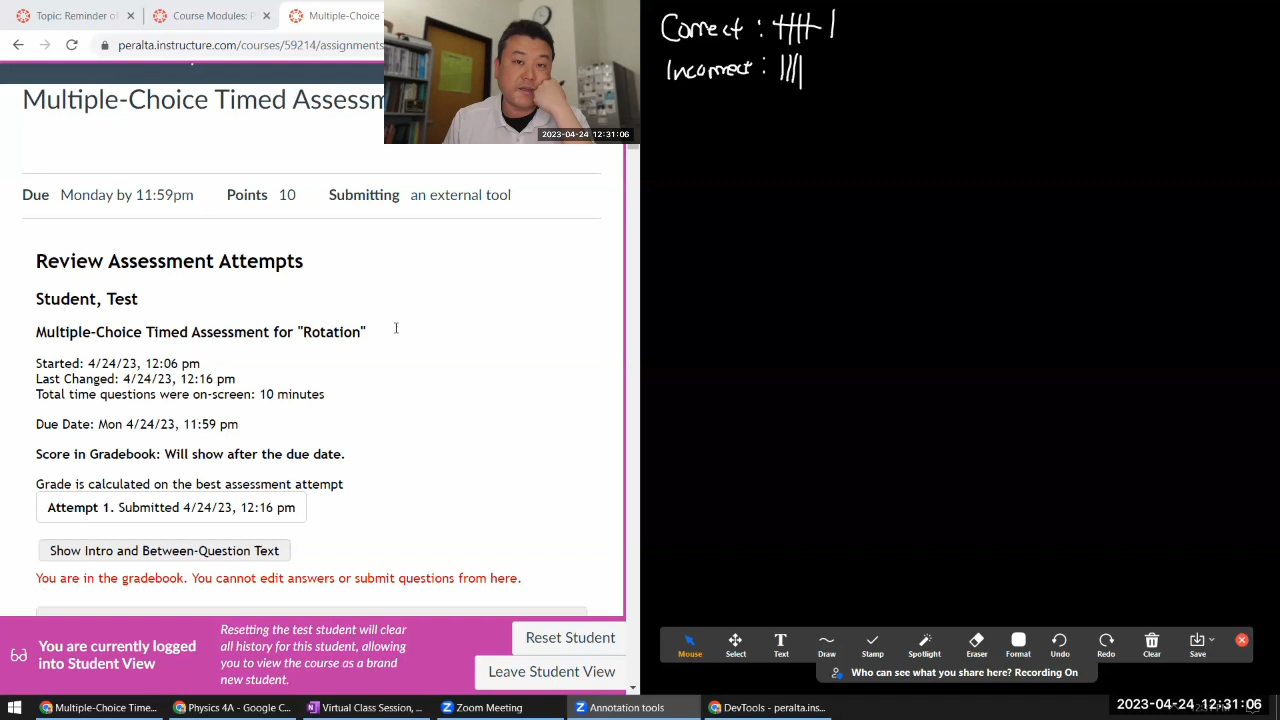 Topic: Reminder of
Course Modules: P
Multiple-Choice
peralta.instructure.com/courses/59214/assignments
2023-04-24 12:31:06
Multiple-Choice Timed Assessm
Due Monday by 11:59pm Points 10 Submitting an external tool
Review Assessment Attempts
Student, Test
Multiple-Choice Timed Assessment for "Rotation"
Started: 4/24/23, 12:06 pm
Last Changed: 4/24/23, 12:16 pm
Total time questions were on-screen: 10 minutes
Due Date: Mon 4/24/23, 11:59 pm
Score in Gradebook: Will show after the due date.
Grade is calculated on the best assessment attempt
Attempt 1. Submitted 4/24/23, 12:16 pm
Show Intro and Between-Question Text
You are in the gradebook. You cannot edit answers or submit questions from here.
You are currently logged
into Student View
Resetting the test student will clear
all history for this student, allowing
you to view the course as a brand
new student.
Reset Student
Leave Student View
Correct :
Incorrect :
Mouse Select Text Draw Stamp Spotlight Eraser Format Undo Redo Clear Save
Who can see what you share here? Recording On
Multiple-Choice Time... Physics 4A - Google C... Virtual Class Session, ... Zoom Meeting Annotation tools DevTools - peralta.ins...
2023-04-24 12:31:06